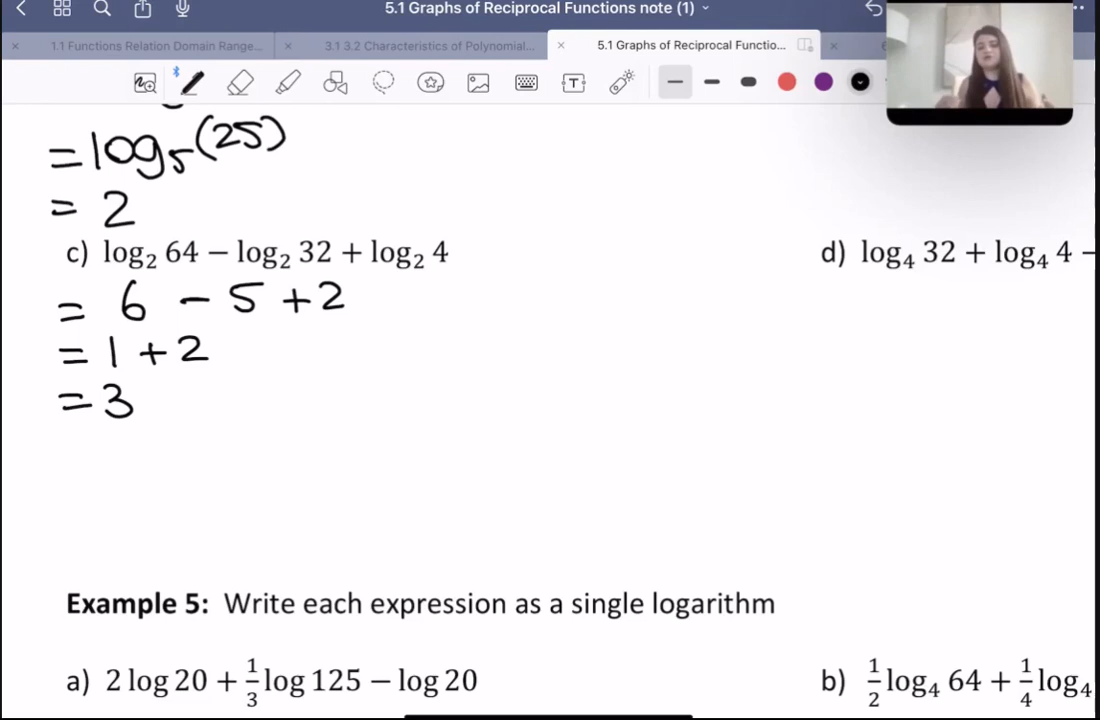 5.1 Graphs of Reciprocal Functions note (1)
1.1 Functions Relation Domain Range... 3.1 3.2 Characteristics of Polynomial... 5.1 Graphs of Reciprocal Functio...
T
= log₅(25)
= 2
c) log₂ 64 − log₂ 32 + log₂ 4
= 6 − 5 + 2
= 1 + 2
= 3
d) log₄ 32 + log₄ 4 −
Example 5: Write each expression as a single logarithm
a) 2 log 20 + 1/3 log 125 − log 20
b) 1/2 log₄ 64 + 1/4 log₄